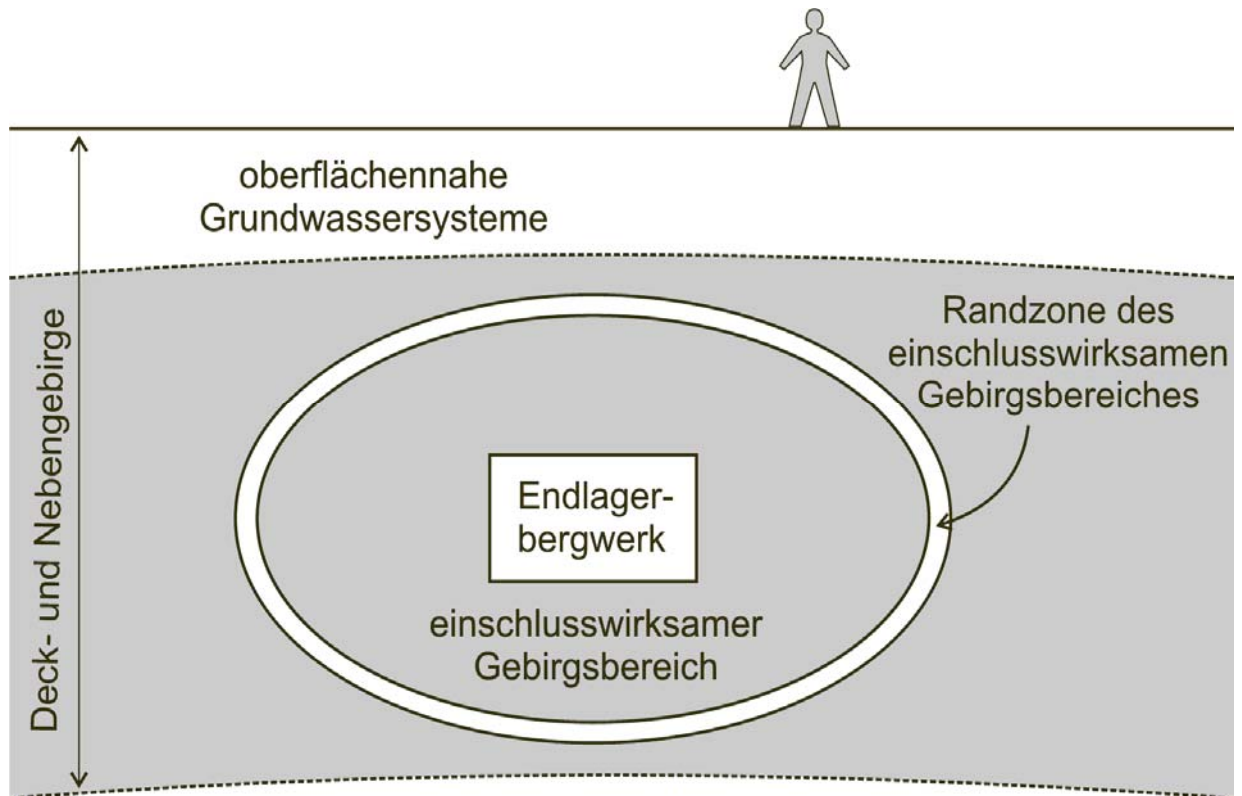 oberflächennahe
Grundwassersysteme
Deck- und Nebengebirge
Randzone des
einschlusswirksamen
Gebirgsbereiches
Endlager-
bergwerk
einschlusswirksamer
Gebirgsbereich